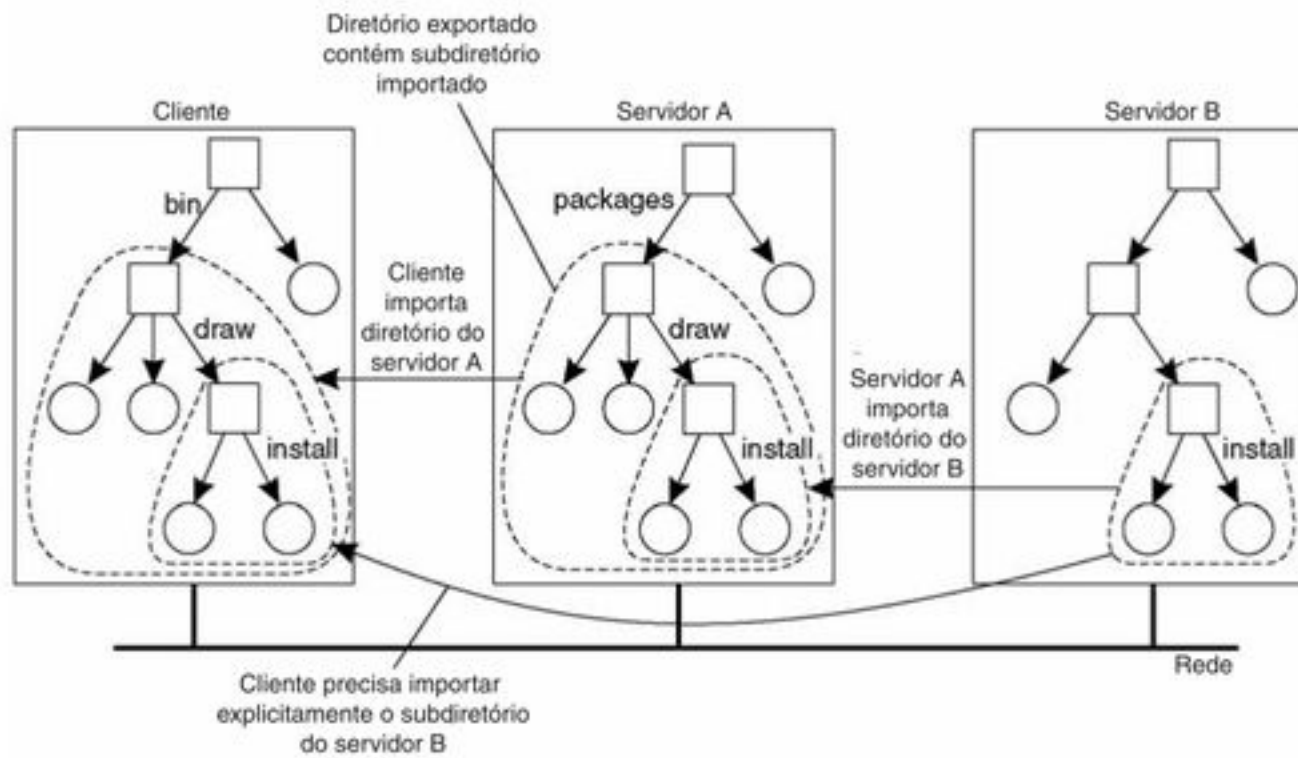 Diretório exportado
contém subdiretório
importado
Cliente
Servidor A
Servidor B
bin
packages
Cliente
importa
diretório do
servidor A
draw
draw
Servidor A
importa
diretório do
servidor B
install
install
install
Rede
Cliente precisa importar
explicitamente o subdiretório
do servidor B